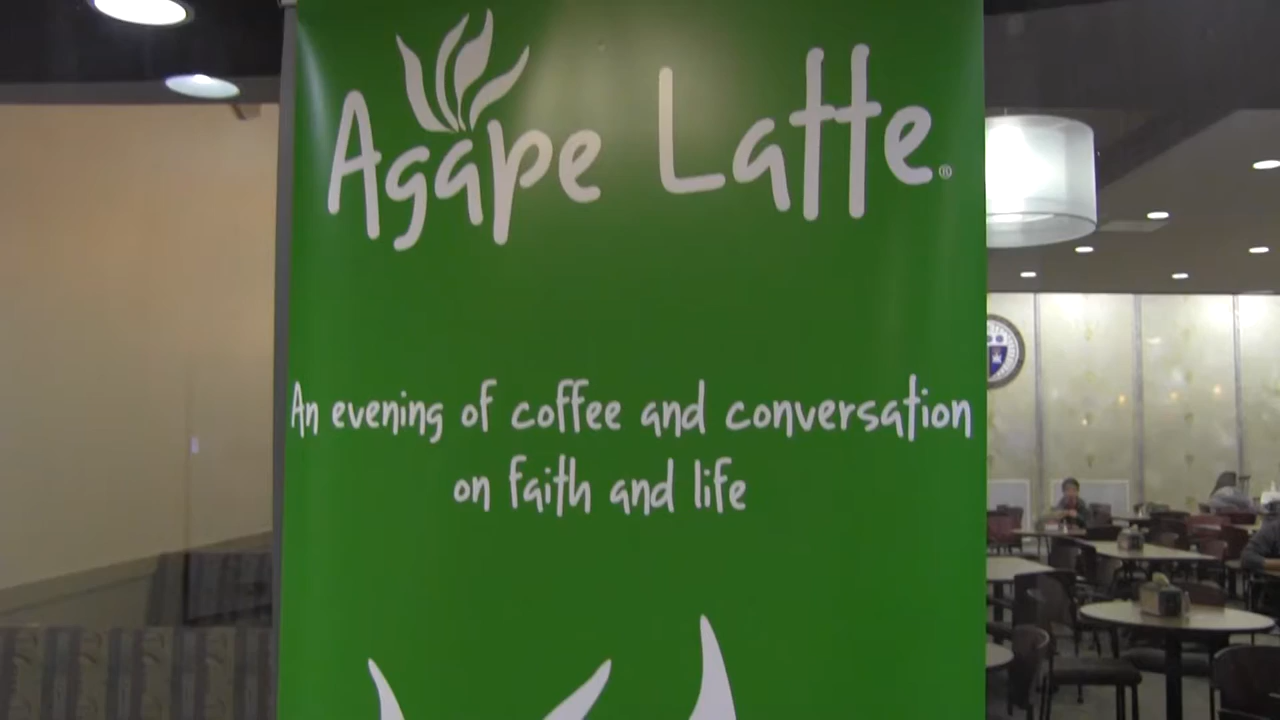 Agape Latte®
An evening of coffee and conversation
on faith and life